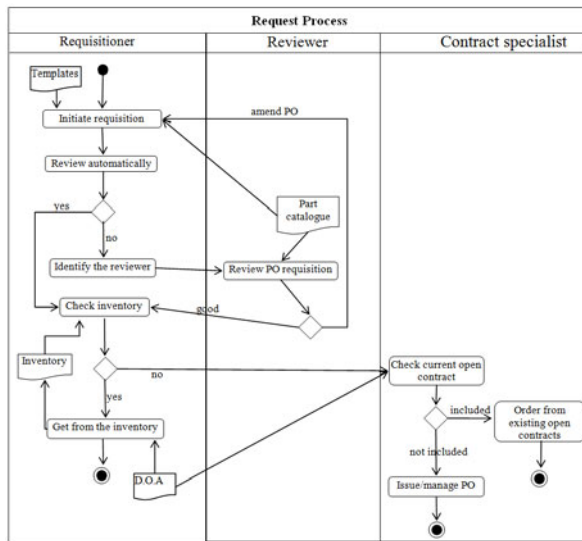 Request Process
Requisitioner
Reviewer
Contract specialist
Templates
Initiate requisition
amend PO
Review automatically
yes
no
Part
catalogue
Identify the reviewer
Review PO requisition
Check inventory
good
Inventory
no
yes
Check current open
contract
Get from the inventory
included
Order from
existing open
contracts
not included
D.O.A
Issue/manage PO